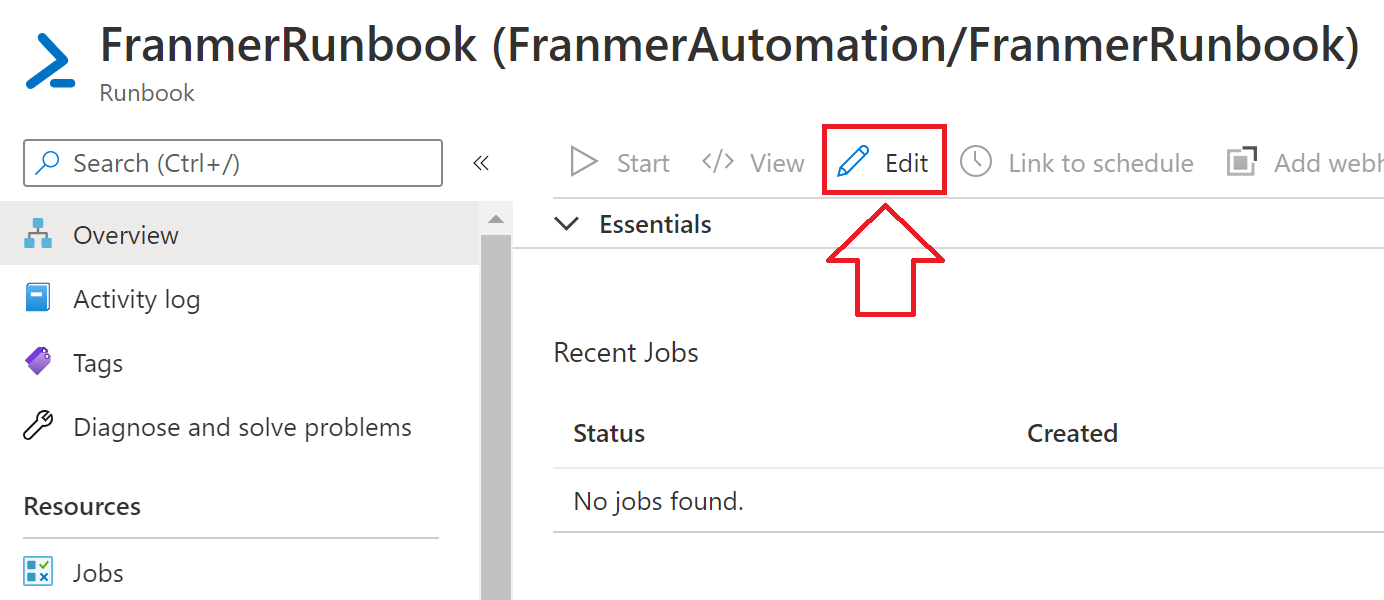 FranmerRunbook (FranmerAutomation/FranmerRunbook)
Runbook
Search (Ctrl+/)
«
Start
</> View
Edit
Link to schedule
Add webh
Essentials
Overview
Activity log
Tags
Diagnose and solve problems
Resources
Jobs
Recent Jobs
Status Created
No jobs found.